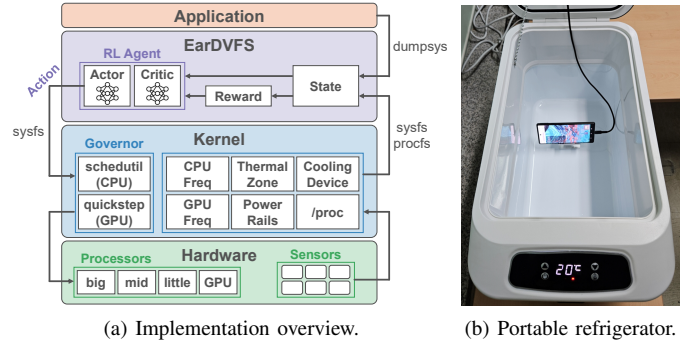 Application
EarDVFS
dumpsys
RL Agent
Action
Actor
Critic
State
Reward
sysfs
sysfs
procfs
Governor
Kernel
schedutil
(CPU)
CPU
Freq
Thermal
Zone
Cooling
Device
quickstep
(GPU)
GPU
Freq
Power
Rails
/proc
Hardware
Processors
Sensors
big
mid
little
GPU
20°C
(a) Implementation overview.
(b) Portable refrigerator.